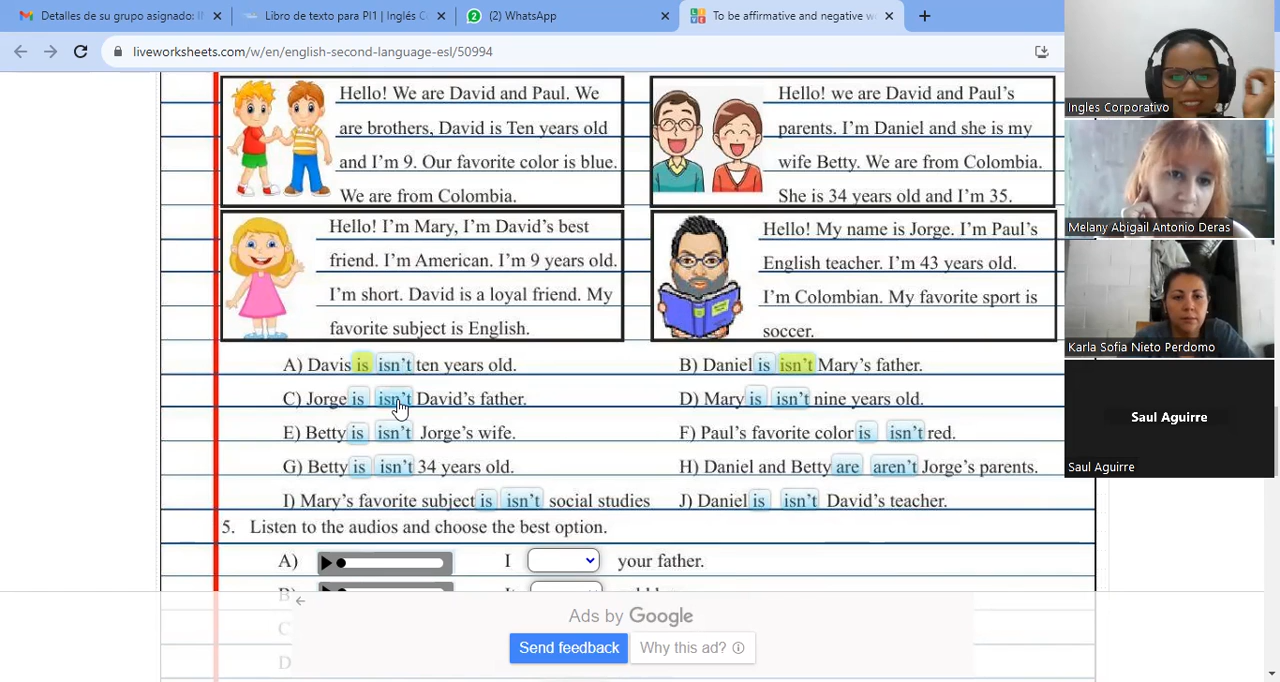 Detalles de su grupo asignado: II
Libro de texto para PI1 | Inglés C
(2) WhatsApp
To be affirmative and negative w
liveworksheets.com/w/en/english-second-language-esl/50994
Hello! We are David and Paul. We
are brothes, David is Ten years old
and I'm 9. Our favorite color is blue.
We are from Colombia.
Hello! we are David and Paul's
parents. I'm Daniel and she is my
wife Betty. We are from Colombia.
She is 34 years old and I'm 35.
Hello I'm Mary, I'm David's best
friend. I'm American. I'm 9 years old.
I'm short. David is a loyal friend. My
favorite subject is English.
Hello! My name is Jorge. I'm Paul's
English teacher. I'm 43 years old.
I'm Colombian. My favorite sport is
soccer.
A) Davis is isn't ten years old.
B) Daniel is isn't Mary's father.
C) Jorge is isn't David's father.
D) Mary is isn't nine years old.
E) Betty is isn't Jorge's wife.
F) Paul's favorite color is isn't red.
G) Betty is isn't 34 years old.
H) Daniel and Betty are aren't Jorge's parents.
I) Mary's favorite subject is isn't social studies
J) Daniel is isn't David's teacher.
5. Listen to the audios and choose the best option.
A) I your father.
B)
C
D
Ads by Google
Send feedback
Why this ad?
Ingles Corporativo
Melany Abigail Antonio Deras
Karla Sofia Nieto Perdomo
Saul Aguirre
Saul Aguirre